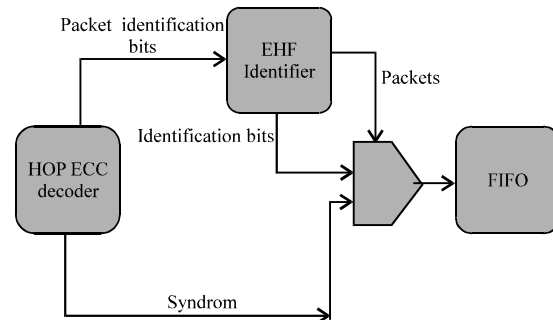 Packet identification
bits
EHF
Identifier
Packets
Identification bits
HOP ECC
decoder
FIFO
Syndrom